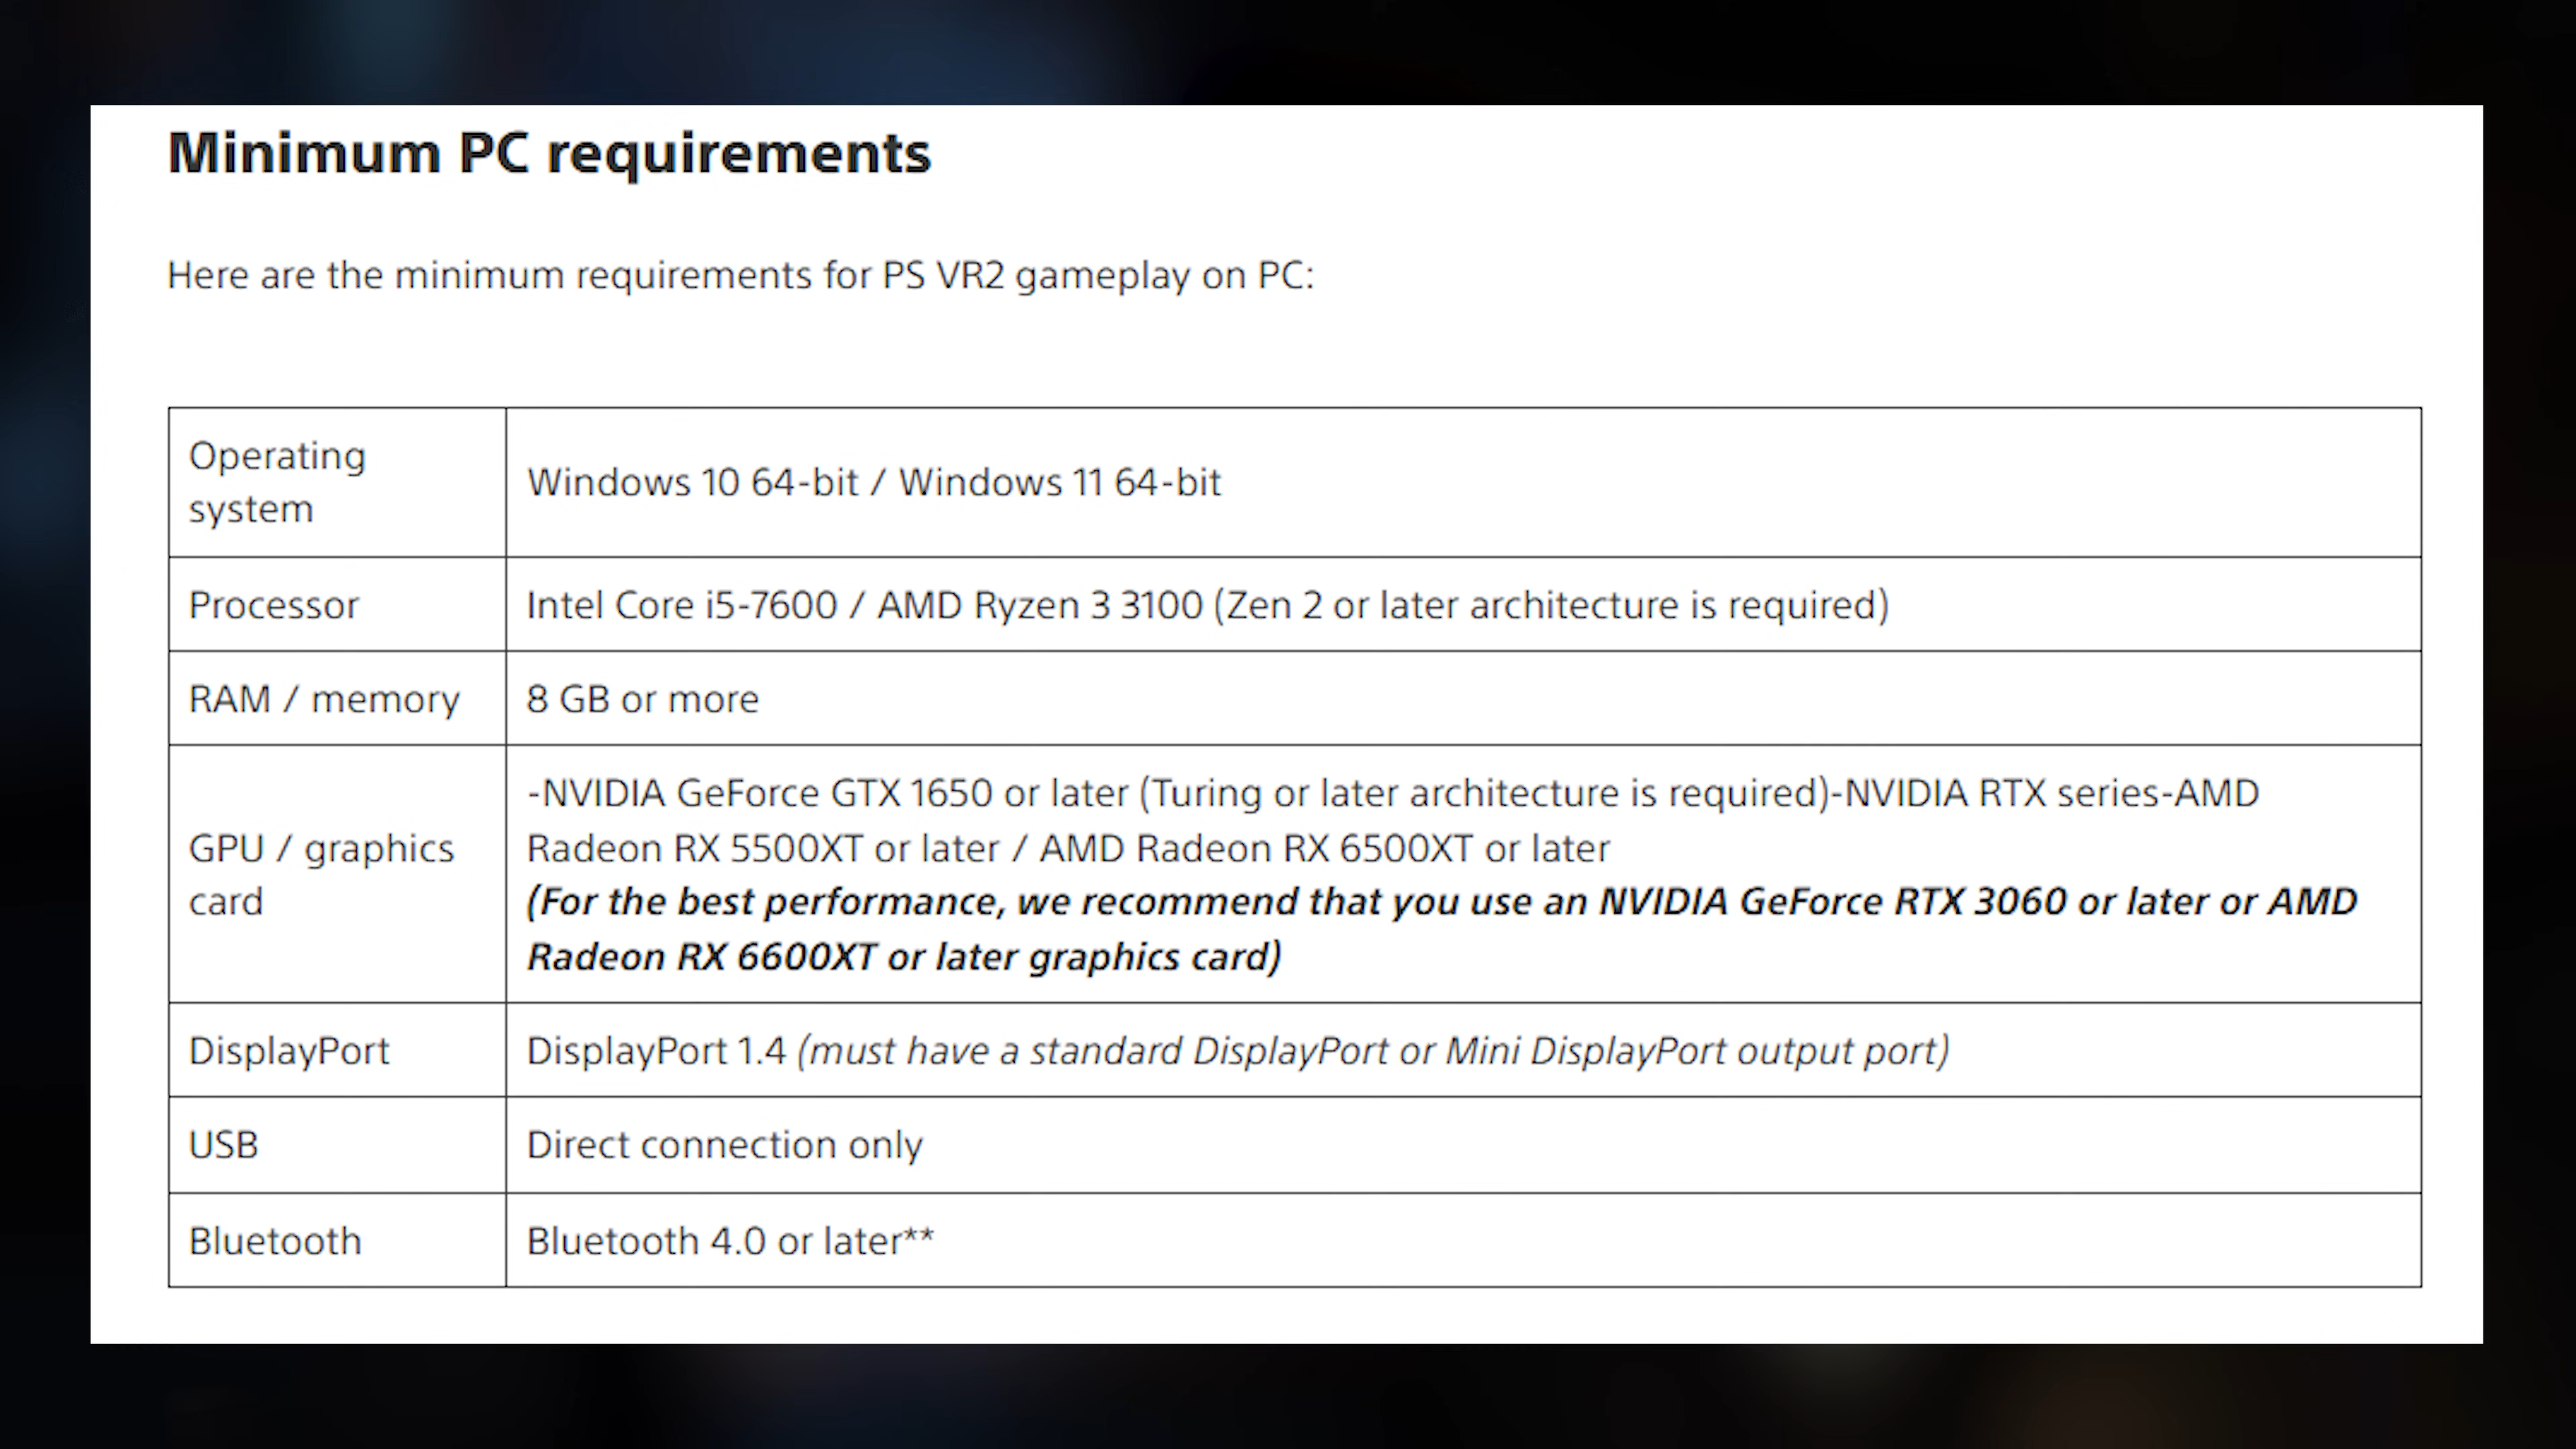 Minimum PC requirements
Here are the minimum requirements for PS VR2 gameplay on PC:
Operating
system
Windows 10 64-bit / Windows 11 64-bit
Processor
Intel Core i5-7600 / AMD Ryzen 3 3100 (Zen 2 or later architecture is required)
RAM / memory
8 GB or more
GPU / graphics
card
-NVIDIA GeForce GTX 1650 or later (Turing or later architecture is required)-NVIDIA RTX series-AMD
Radeon RX 5500XT or later / AMD Radeon RX 6500XT or later
(For the best performance, we recommend that you use an NVIDIA GeForce RTX 3060 or later or AMD
Radeon RX 6600XT or later graphics card)
DisplayPort
DisplayPort 1.4 (must have a standard DisplayPort or Mini DisplayPort output port)
USB
Direct connection only
Bluetooth
Bluetooth 4.0 or later**